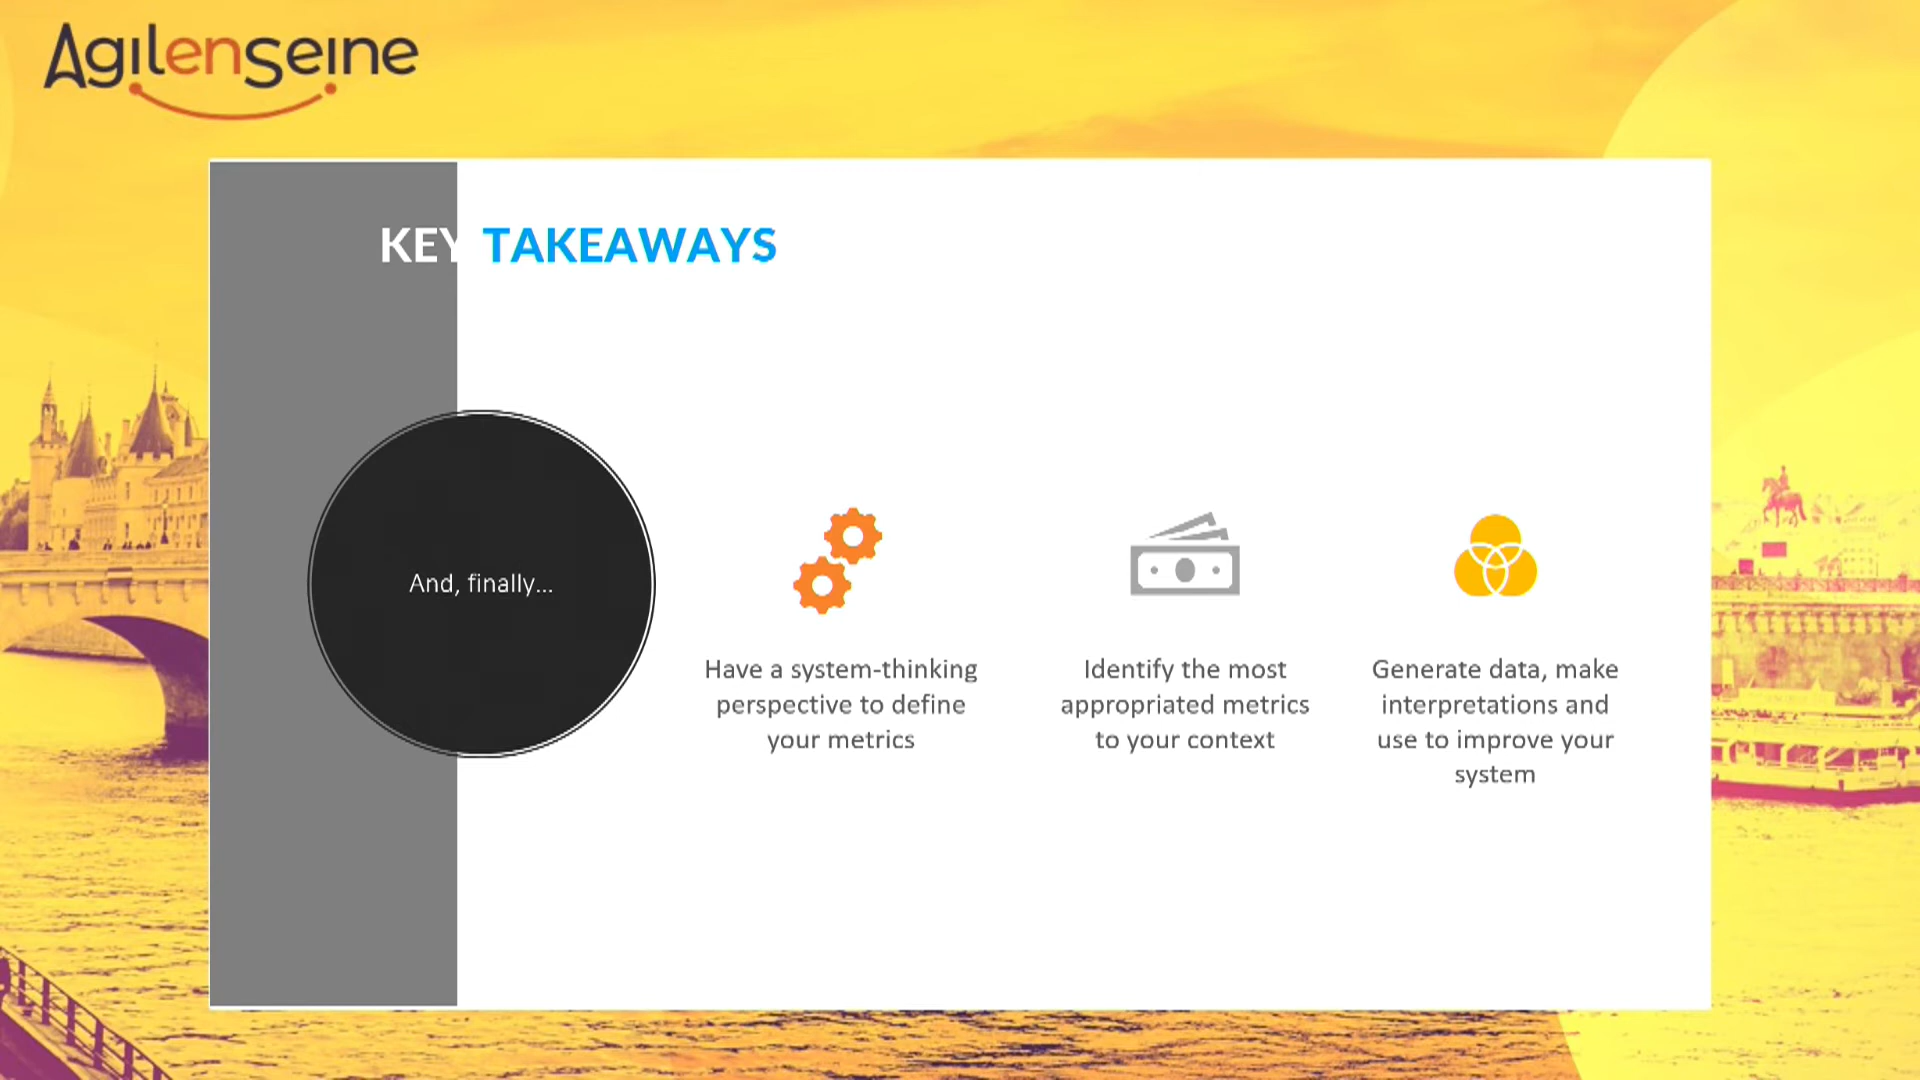 Agilenseine
KEY TAKEAWAYS
And, finally...
Have a system-thinking
perspective to define
your metrics
Identify the most
appropriated metrics
to your context
Generate data, make
interpretations and
use to improve your
system